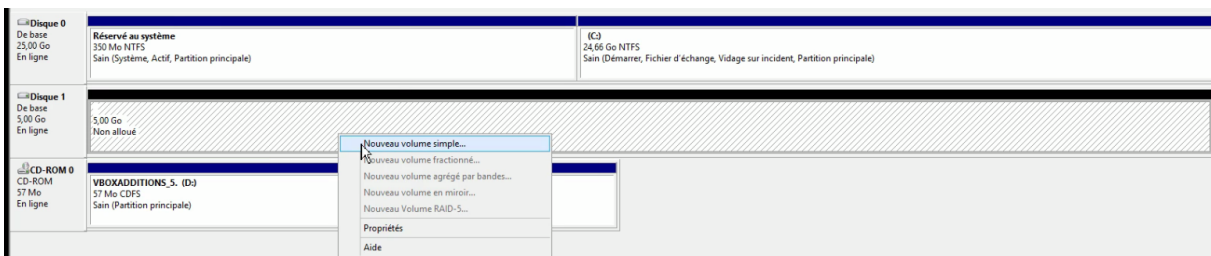 Disque 0
De base
25,00 Go
En ligne
Réservé au système
350 Mo NTFS
Sain (Système, Actif, Partition principale)
(C:)
24,66 Go NTFS
Sain (Démarrer, Fichier d'échange, Vidage sur incident, Partition principale)
Disque 1
De base
5,00 Go
En ligne
5,00 Go
Non alloué
Nouveau volume simple...
Nouveau volume fractionné...
Nouveau volume agrégé par bandes...
Nouveau volume en miroir...
Nouveau Volume RAID-5...
Propriétés
Aide
CD-ROM 0
CD-ROM
57 Mo
En ligne
VBOXADDITIONS_5. (D:)
57 Mo CDFS
Sain (Partition principale)